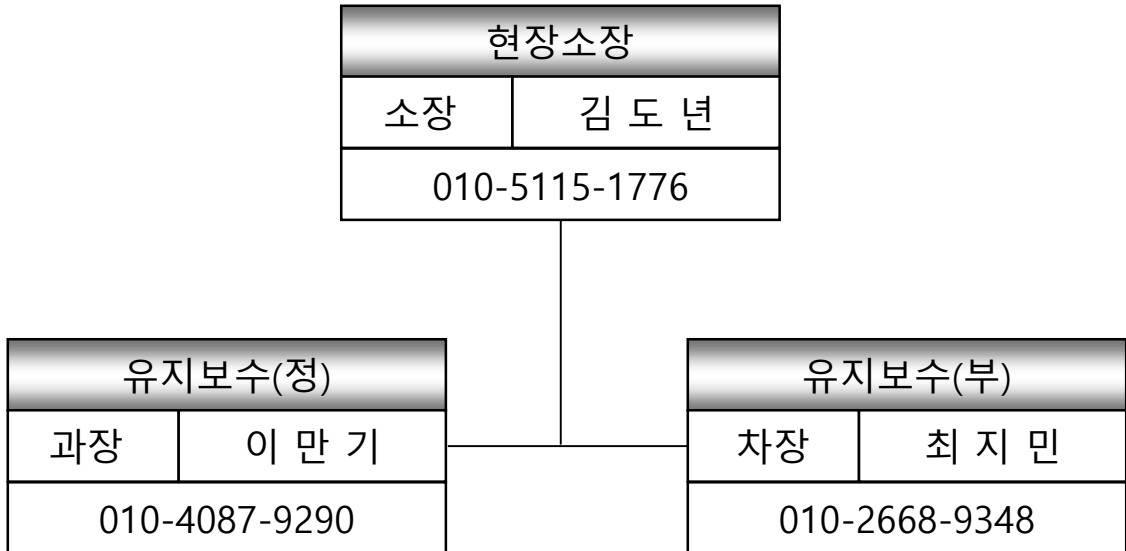 현장소장
소장 김 도 년
010-5115-1776
유지보수(정) 유지보수(부)
과장 이 만 기 차장 최 지 민
010-4087-9290 010-2668-9348